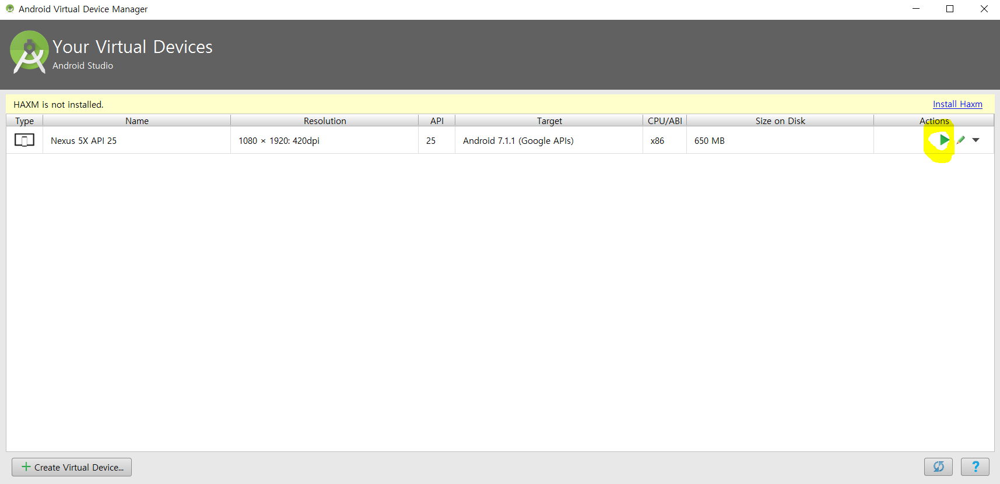 Android Virtual Device Manager
Your Virtual Devices
Android Studio
HAXM is not installed. Install Haxm
Type Name Resolution API Target CPU/ABI Size on Disk Actions
Nexus 5X API 25 1080 × 1920: 420dpi 25 Android 7.1.1 (Google APIs) x86 650 MB
Create Virtual Device... ?